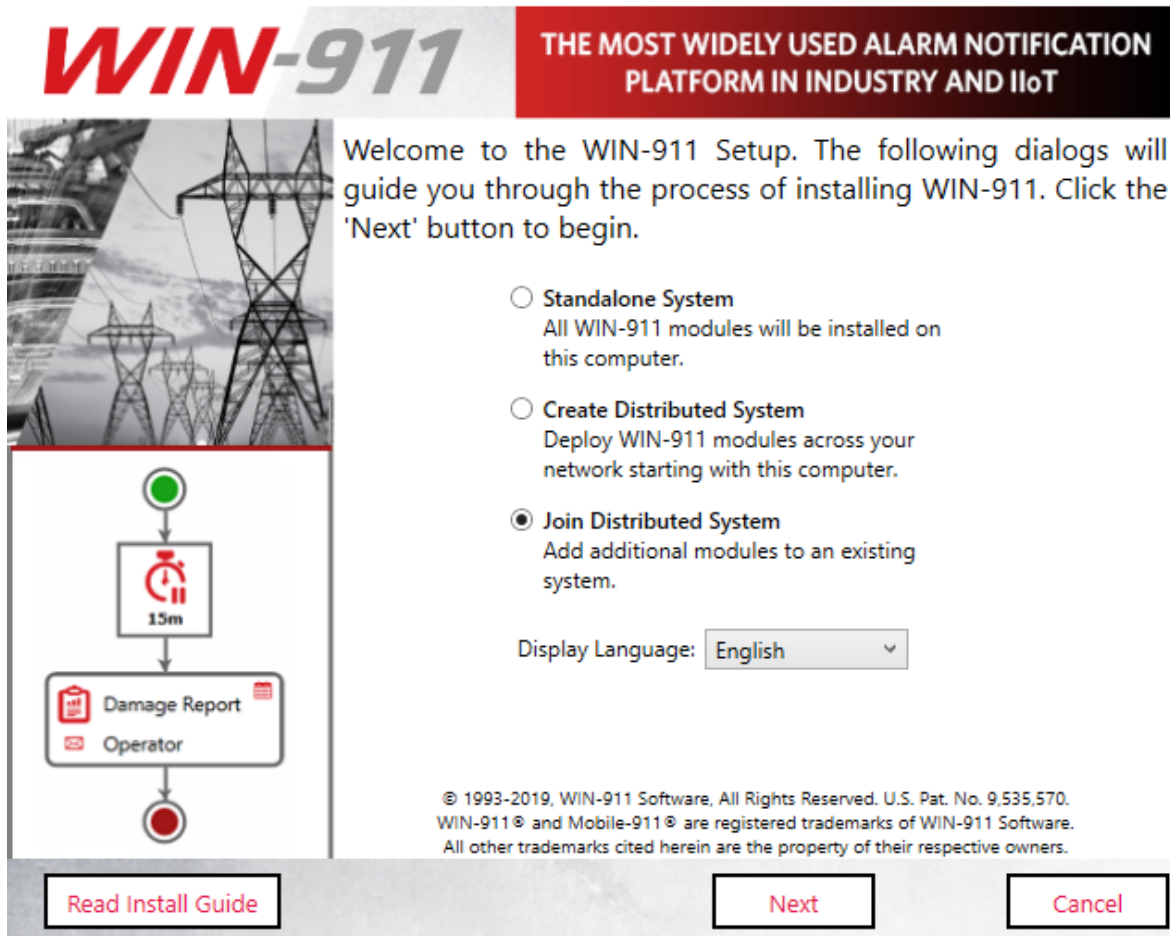 WIN-911
THE MOST WIDELY USED ALARM NOTIFICATION
PLATFORM IN INDUSTRY AND IIoT
Welcome to the WIN-911 Setup. The following dialogs will
guide you through the process of installing WIN-911. Click the
'Next' button to begin.
Standalone System
All WIN-911 modules will be installed on
this computer.
Create Distributed System
Deploy WIN-911 modules across your
network starting with this computer.
Join Distributed System
Add additional modules to an existing
system.
Display Language: English
15m
Damage Report
Operator
© 1993-2019, WIN-911 Software, All Rights Reserved. U.S. Pat. No. 9,535,570.
WIN-911® and Mobile-911® are registered trademarks of WIN-911 Software.
All other trademarks cited herein are the property of their respective owners.
Read Install Guide
Next
Cancel